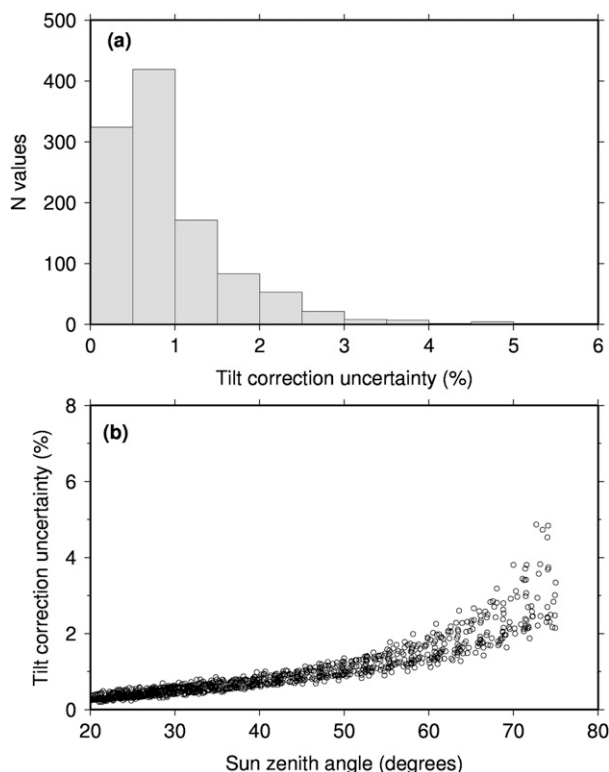 (a)
500
400
300
200
100
0
N values
0 1 2 3 4 5 6
Tilt correction uncertainty (%)
(b)
8
6
4
2
0
Tilt correction uncertainty (%)
20 30 40 50 60 70 80
Sun zenith angle (degrees)